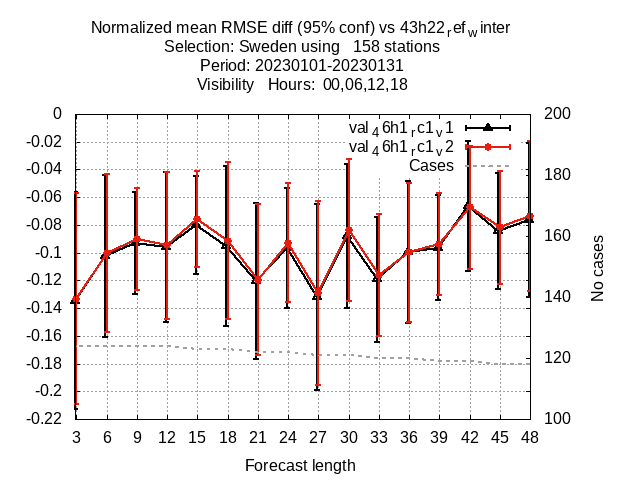 Normalized mean RMSE diff (95% conf) vs 43h22refwinter
Selection: Sweden using 158 stations
Period: 20230101-20230131
Visibility Hours: 00,06,12,18
0
-0.02
-0.04
-0.06
-0.08
-0.1
-0.12
-0.14
-0.16
-0.18
-0.2
-0.22
val46h1rc1v1
val46h1rc1v2
Cases
200
180
160
140
120
100
No cases
3 6 9 12 15 18 21 24 27 30 33 36 39 42 45 48
Forecast length